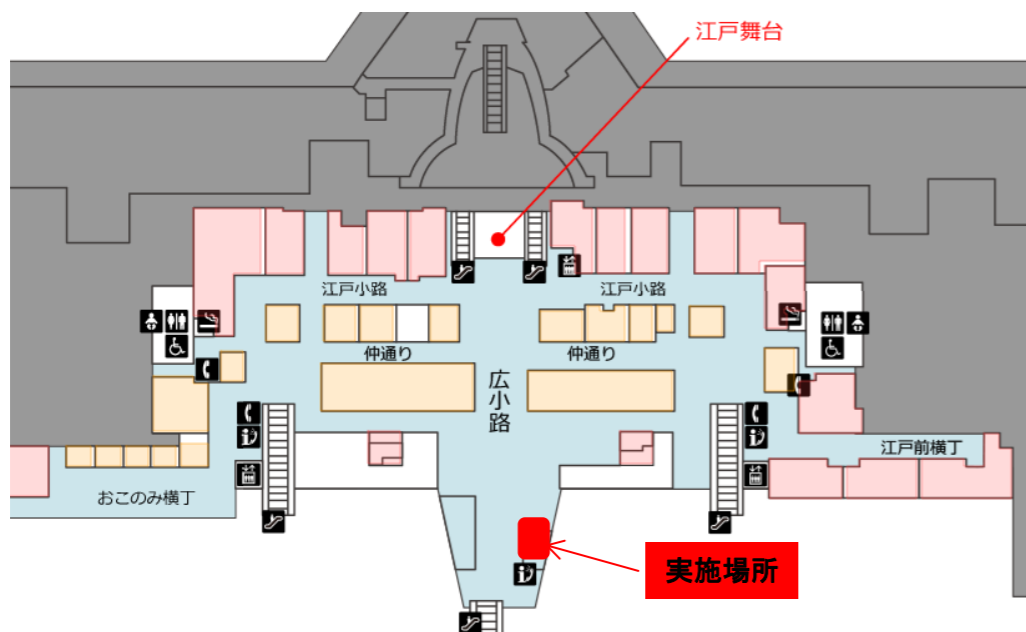 江戸舞台
江戸小路
江戸小路
仲通り
仲通り
広小路
江戸前横丁
おこのみ横丁
実施場所